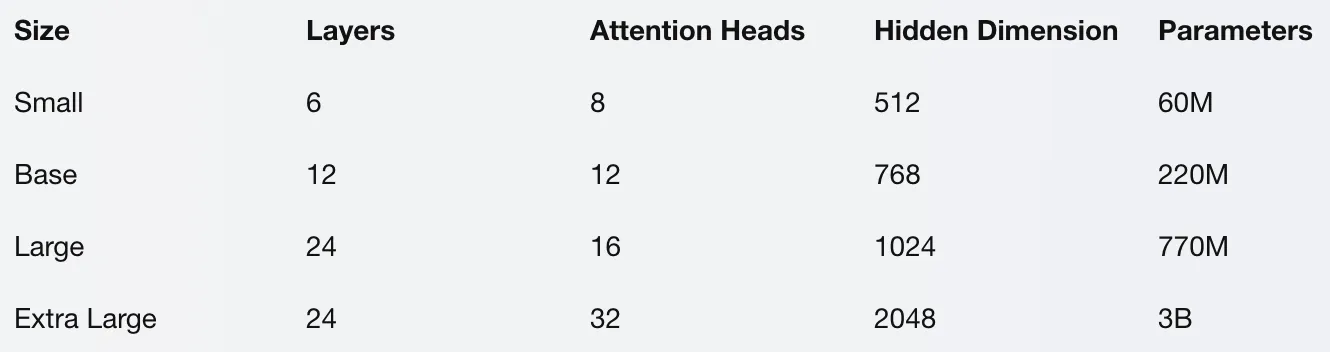 Size Layers Attention Heads Hidden Dimension Parameters
Small 6 8 512 60M
Base 12 12 768 220M
Large 24 16 1024 770M
Extra Large 24 32 2048 3B